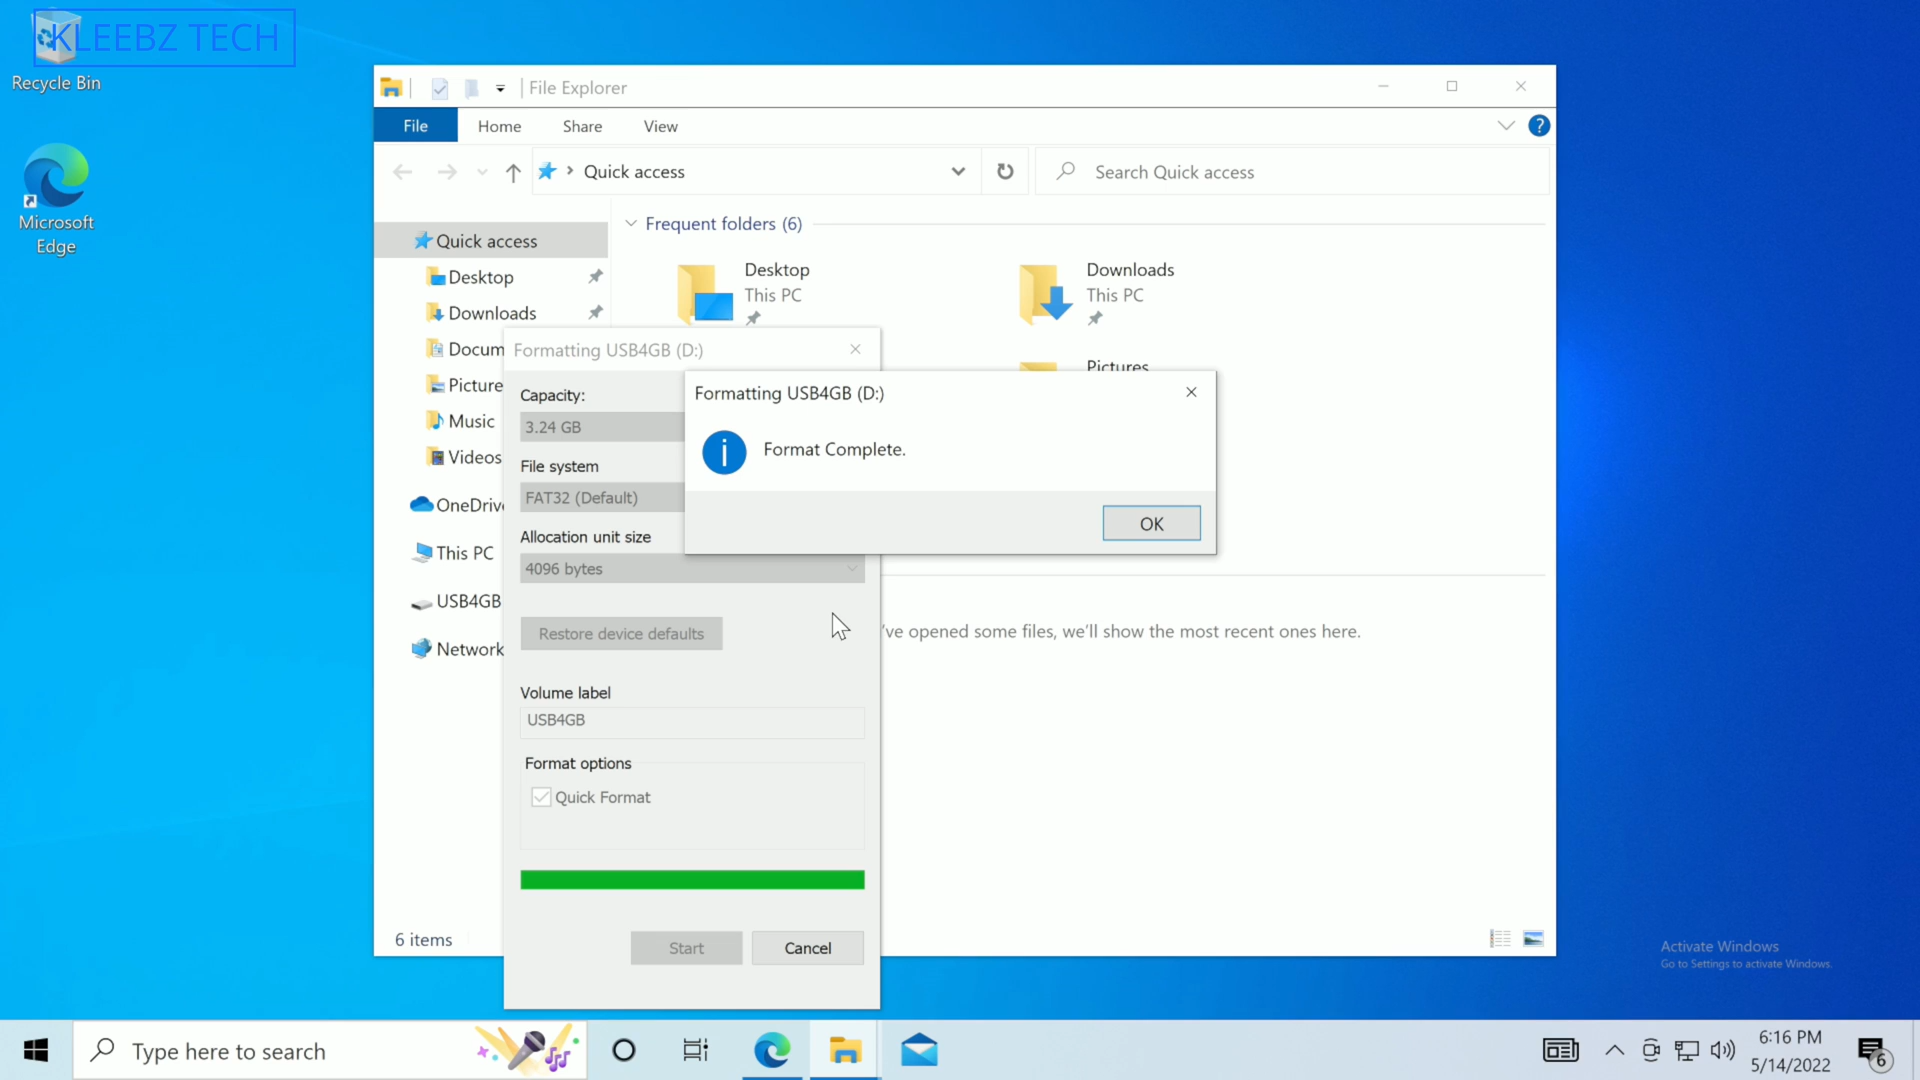 KLEEBZ TECH
Recycle Bin
Microsoft
Edge
File Explorer
File
Home
Share
View
?
Quick access
Search Quick access
Quick access
Desktop
Downloads
Docum
Picture
Music
Videos
OneDriv
This PC
USB4GB
Network
Frequent folders (6)
Desktop
This PC
Downloads
This PC
Pictures
've opened some files, we'll show the most recent ones here.
6 items
Formatting USB4GB (D:)
Capacity:
3.24 GB
File system
FAT32 (Default)
Allocation unit size
4096 bytes
Restore device defaults
Volume label
USB4GB
Format options
Quick Format
Start
Cancel
Formatting USB4GB (D:)
Format Complete.
OK
Activate Windows
Go to Settings to activate Windows.
Type here to search
6:16 PM
5/14/2022
6